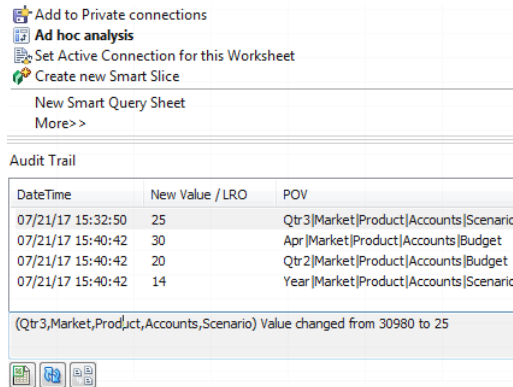 Add to Private connections
Ad hoc analysis
Set Active Connection for this Worksheet
Create new Smart Slice
New Smart Query Sheet
More>>
Audit Trail
DateTime New Value / LRO POV
07/21/17 15:32:50 25 Qtr3|Market|Product|Accounts|Scenario
07/21/17 15:40:42 30 Apr|Market|Product|Accounts|Budget
07/21/17 15:40:42 20 Qtr2|Market|Product|Accounts|Budget
07/21/17 15:40:42 14 Year|Market|Product|Accounts|Scenario
(Qtr3,Market,Product,Accounts,Scenario) Value changed from 30980 to 25